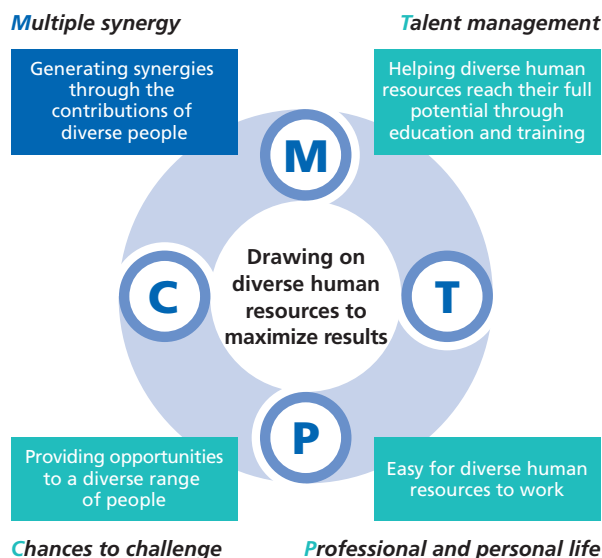 Multiple synergy
Generating synergies
through the
contributions of
diverse people
Talent management
Helping diverse human
resources reach their full
potential through
education and training
M
C
Drawing on
diverse human
resources to
maximize results
T
P
Providing opportunities
to a diverse range
of people
Chances to challenge
Easy for diverse human
resources to work
Professional and personal life